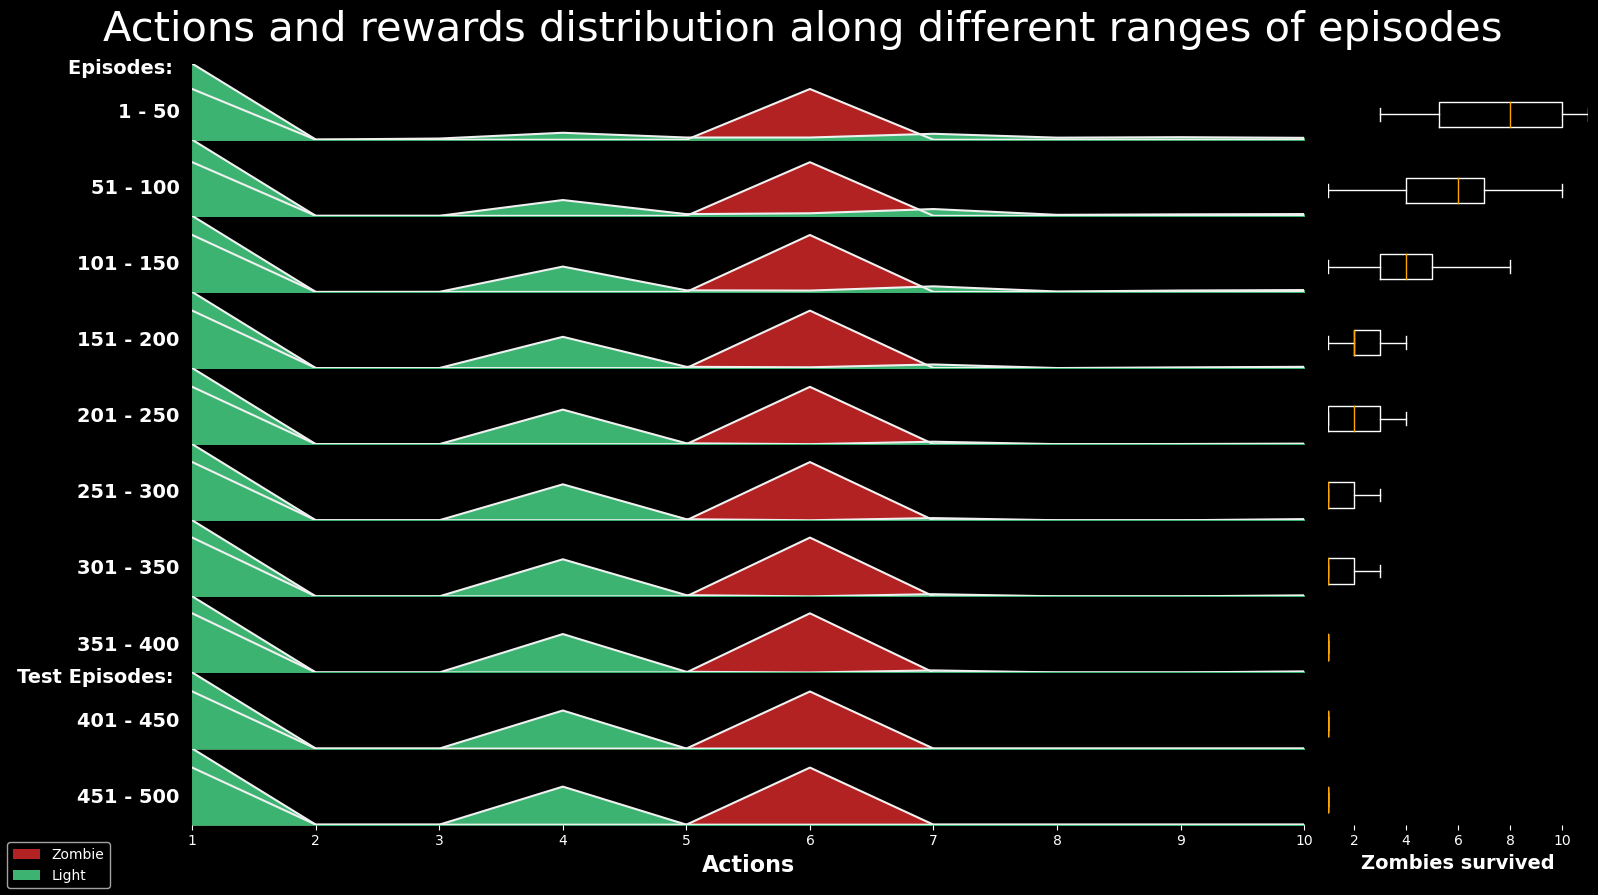 Actions and rewards distribution along different ranges of episodes
Episodes:
1 - 50
51 - 100
101 - 150
151 - 200
201 - 250
251 - 300
301 - 350
351 - 400
Test Episodes:
401 - 450
451 - 500
1 2 3 4 5 6 7 8 9 10
2 4 6 8 10
Actions
Zombies survived
Zombie
Light